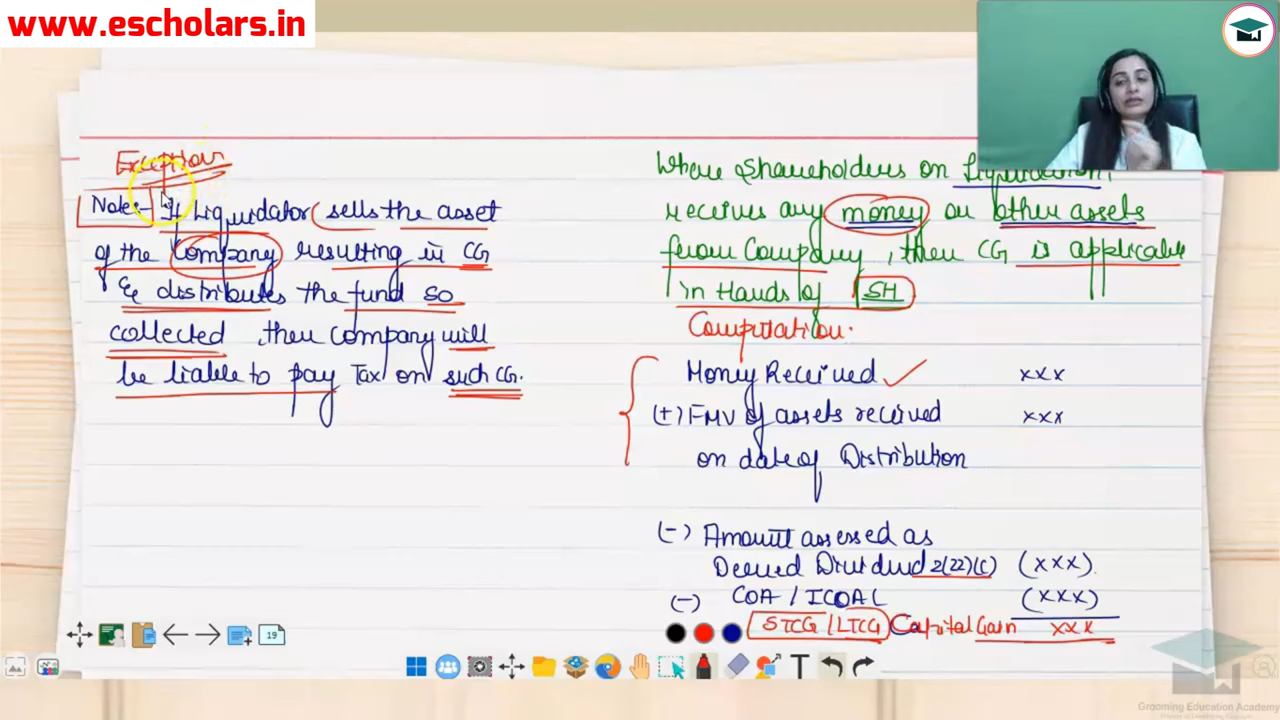 www.escholars.in
Exception
Note:- If Liquidator (sells the asset
of the Company resulting in CG
& distributes the fund so
collected, then Company will
be liable to pay Tax on such CG.
Where Shareholders on Liquidation,
receives any money or other assets
from Company, then CG is applicable
in Hands of SH
Computation.
Money Received ✓ xxx
(+) FMV of assets received xxx
on date of Distribution
(-) Amount assessed as
Deemed Dividend 2(22)(c) (xxx).
(-) COA / ICOA (xxx)
STCG / LTCG Capital Gain xxx
19
T
Grooming Education Academy